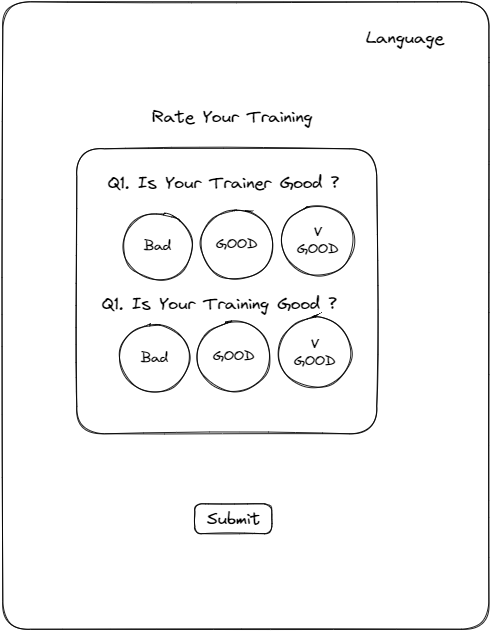 Language
Rate Your Training
Q1. Is Your Trainer Good ?
Bad
GOOD
V
GOOD
Q1. Is Your Training Good ?
Bad
GOOD
V
GOOD
Submit